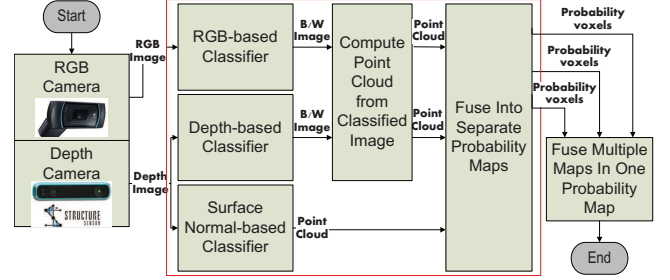 Start
RGB
Camera
Depth
Camera
STRUCTURE
SENSOR
RGB
Image
Depth
Image
RGB-based
Classifier
Depth-based
Classifier
Surface
Normal-based
Classifier
B/W
Image
B/W
Image
Point
Cloud
Compute
Point
Cloud
from
Classified
Image
Point
Cloud
Point
Cloud
Fuse Into
Separate
Probability
Maps
Probability
voxels
Probability
voxels
Probability
voxels
Fuse Multiple
Maps In One
Probability
Map
End